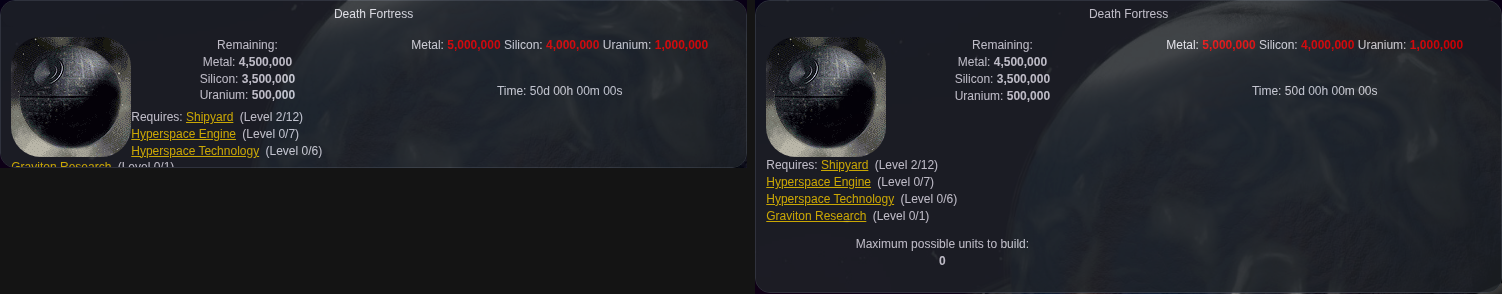 Death Fortress
Remaining:
Metal: 4,500,000
Silicon: 3,500,000
Uranium: 500,000
Metal: 5,000,000 Silicon: 4,000,000 Uranium: 1,000,000
Time: 50d 00h 00m 00s
Requires: Shipyard (Level 2/12)
Hyperspace Engine (Level 0/7)
Hyperspace Technology (Level 0/6)
Graviton Research (Level 0/1)
Death Fortress
Remaining:
Metal: 4,500,000
Silicon: 3,500,000
Uranium: 500,000
Metal: 5,000,000 Silicon: 4,000,000 Uranium: 1,000,000
Time: 50d 00h 00m 00s
Requires: Shipyard (Level 2/12)
Hyperspace Engine (Level 0/7)
Hyperspace Technology (Level 0/6)
Graviton Research (Level 0/1)
Maximum possible units to build:
0